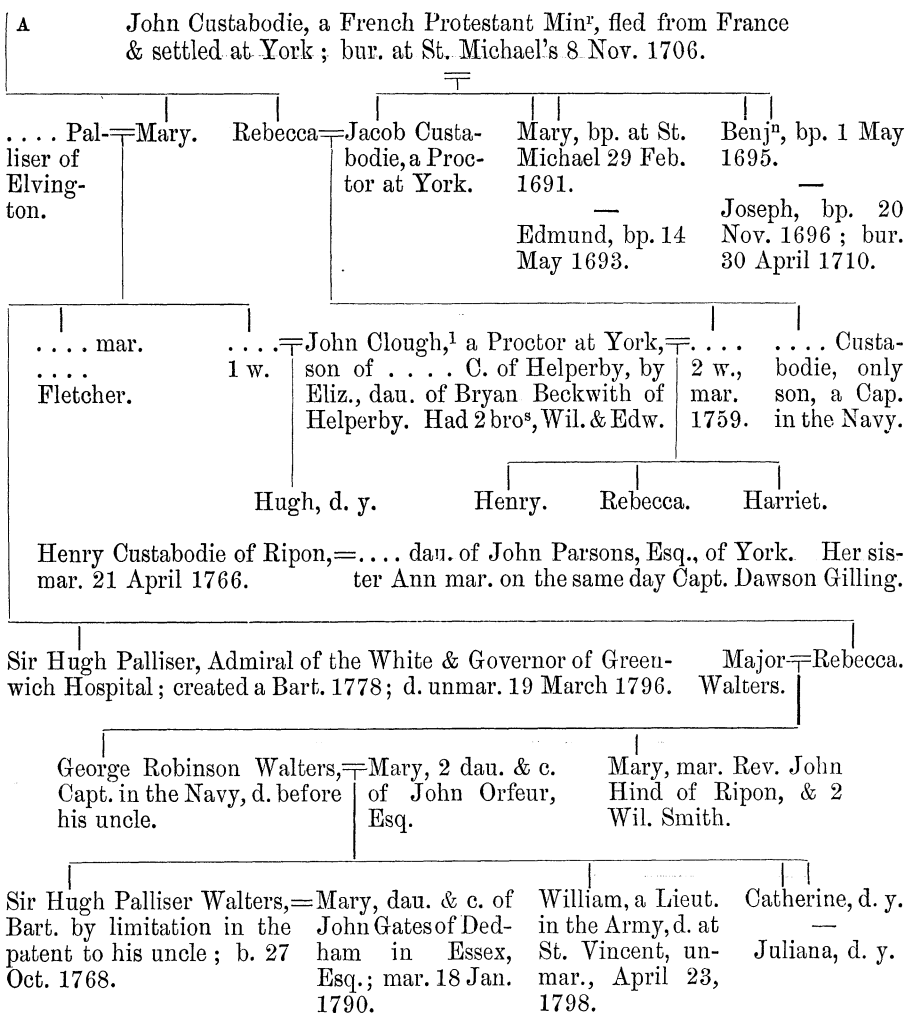 A
John Custabodie, a French Protestant Minʳ, fled from France
& settled at York ; bur. at St. Michael's 8 Nov. 1706.
. . . . Pal-
liser of
Elving-
ton.
Mary.
Rebecca
Jacob Custa-
bodie, a Proc-
tor at York.
Mary, bp. at St.
Michael 29 Feb.
1691.
—
Edmund, bp. 14
May 1693.
Benjⁿ, bp. 1 May
1695.
—
Joseph, bp. 20
Nov. 1696 ; bur.
30 April 1710.
. . . . mar.
. . . .
Fletcher.
. . . .
1 w.
John Clough,¹ a Proctor at York,
son of . . . . C. of Helperby, by
Eliz., dau. of Bryan Beckwith of
Helperby. Had 2 broˢ, Wil. & Edw.
. . . .
2 w.,
mar.
1759.
. . . . Custa-
bodie, only
son, a Cap.
in the Navy.
Hugh, d. y.
Henry.
Rebecca.
Harriet.
Henry Custabodie of Ripon,
mar. 21 April 1766.
=
. . . . dau. of John Parsons, Esq., of York. Her sis-
ter Ann mar. on the same day Capt. Dawson Gilling.
Sir Hugh Palliser, Admiral of the White & Governor of Green-
wich Hospital ; created a Bart. 1778 ; d. unmar. 19 March 1796.
Major
Walters.
Rebecca.
George Robinson Walters,
Capt. in the Navy, d. before
his uncle.
Mary, 2 dau. & c.
of John Orfeur,
Esq.
Mary, mar. Rev. John
Hind of Ripon, & 2
Wil. Smith.
Sir Hugh Palliser Walters,
Bart. by limitation in the
patent to his uncle ; b. 27
Oct. 1768.
=
Mary, dau. & c. of
John Gates of Ded-
ham in Essex,
Esq. ; mar. 18 Jan.
1790.
William, a Lieut.
in the Army, d. at
St. Vincent, un-
mar., April 23,
1798.
Catherine, d. y.
—
Juliana, d. y.